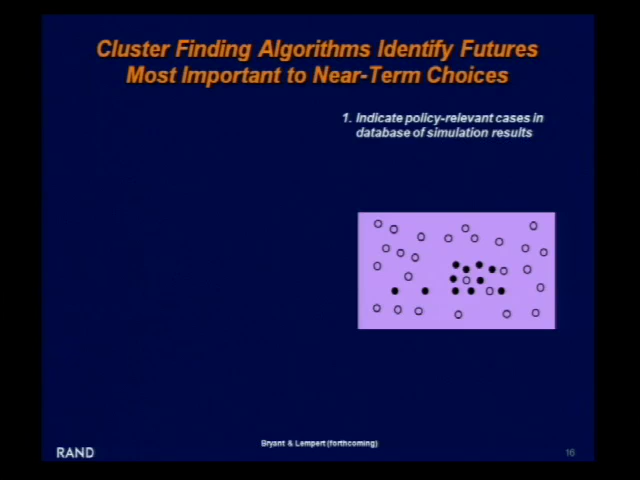 Cluster Finding Algorithms Identify Futures
Most Important to Near-Term Choices
1. Indicate policy-relevant cases in
database of simulation results
Bryant & Lempert (forthcoming)
RAND
16